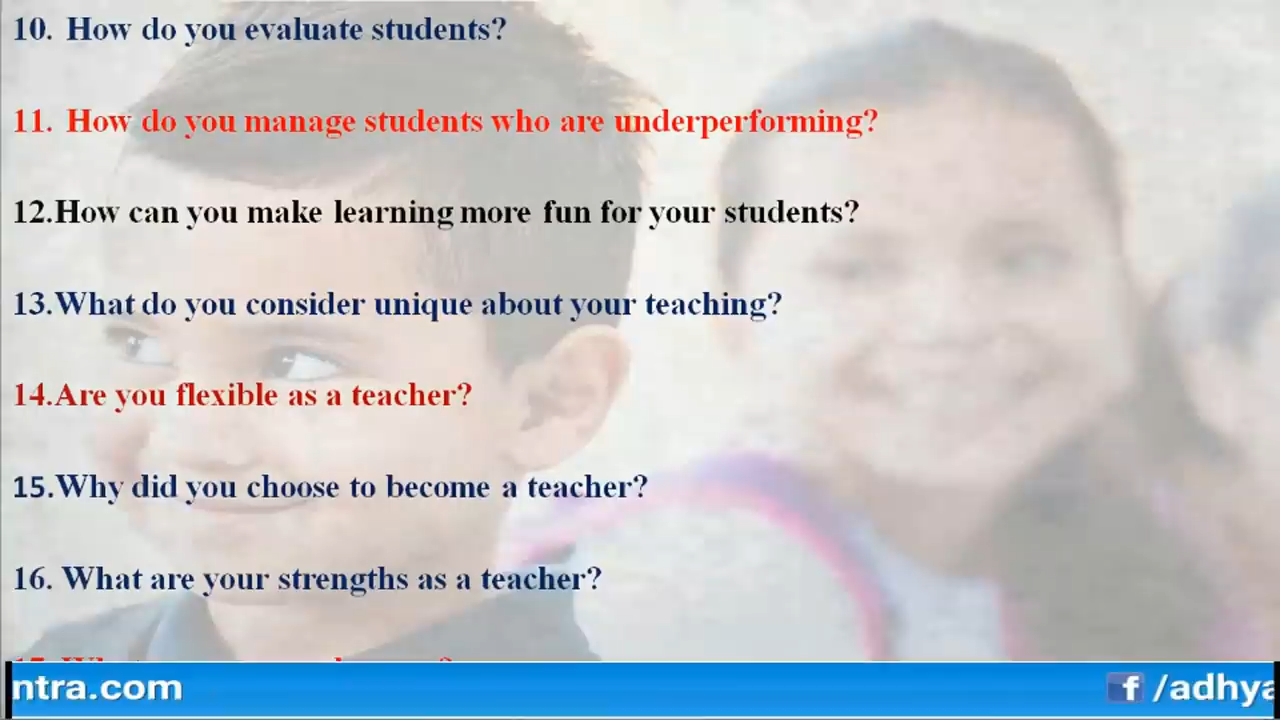 10. How do you evaluate students?
11. How do you manage students who are underperforming?
12.How can you make learning more fun for your students?
13.What do you consider unique about your teaching?
14.Are you flexible as a teacher?
15.Why did you choose to become a teacher?
16. What are your strengths as a teacher?
ntra.com
f /adhya